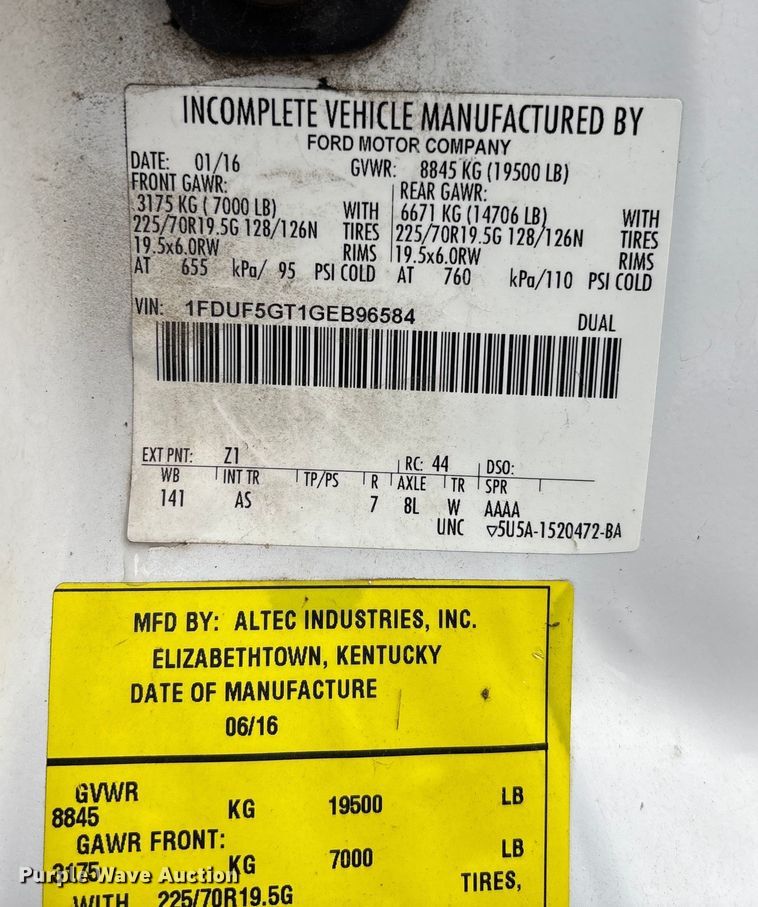 INCOMPLETE VEHICLE MANUFACTURED BY
FORD MOTOR COMPANY
DATE: 01/16 GVWR: 8845 KG (19500 LB)
FRONT GAWR: REAR GAWR:
3175 KG ( 7000 LB) WITH 6671 KG (14706 LB) WITH
225/70R19.5G 128/126N TIRES 225/70R19.5G 128/126N TIRES
19.5x6.0RW RIMS 19.5x6.0RW RIMS
AT 655 kPa/ 95 PSI COLD AT 760 kPa/110 PSI COLD
VIN: 1FDUF5GT1GEB96584 DUAL
EXT PNT: Z1 RC: 44 DSO:
WB INT TR TP/PS R AXLE TR SPR
141 AS 7 8L W AAAA
UNC ▽5U5A-1520472-BA
MFD BY: ALTEC INDUSTRIES, INC.
ELIZABETHTOWN, KENTUCKY
DATE OF MANUFACTURE
06/16
GVWR
8845 KG 19500 LB
GAWR FRONT:
3175 KG 7000 LB
WITH 225/70R19.5G TIRES,
Purple Wave Auction